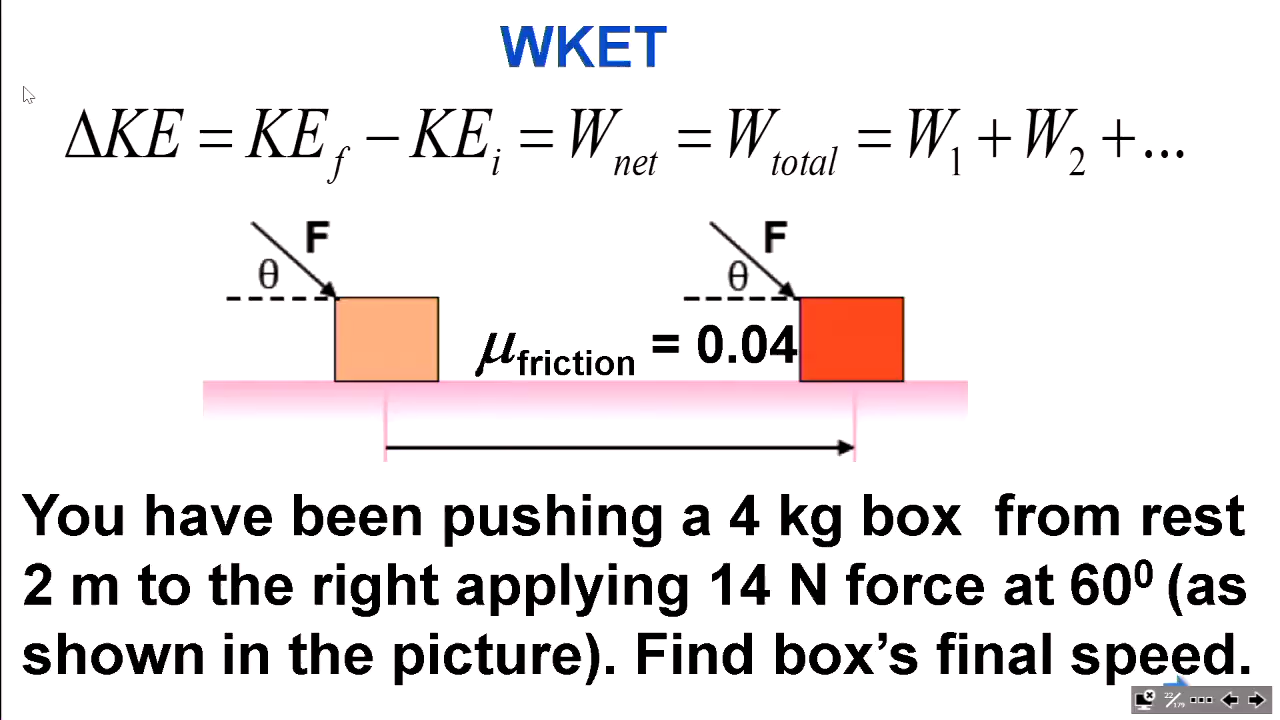 WKET
ΔKE = KE_f − KE_i = W_net = W_total = W_1 + W_2 + ...
F F
θ θ
μ_friction = 0.04
You have been pushing a 4 kg box from rest
2 m to the right applying 14 N force at 60⁰ (as
shown in the picture). Find box’s final speed.
22/179